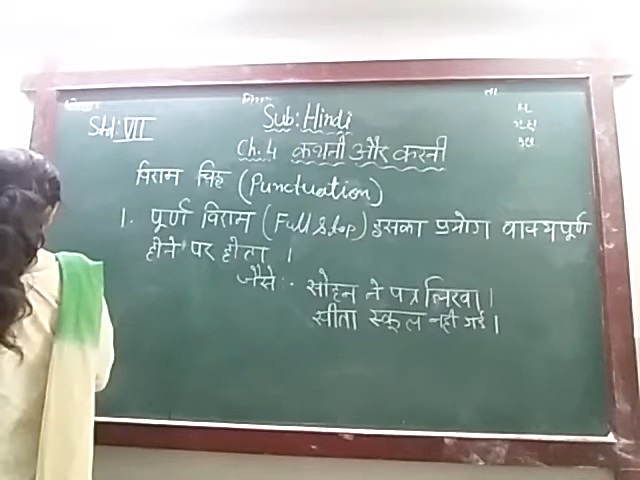 Sub: Hindi
Std: VII
Ch. 4 कथनी और करनी
विराम चिह्न (Punctuation)
1. पूर्ण विराम (Full Stop) इसका प्रयोग वाक्यपूर्ण
होने पर होता ।
जैसे:- सोहन ने पत्र लिखा।
सीता स्कूल नही गई।